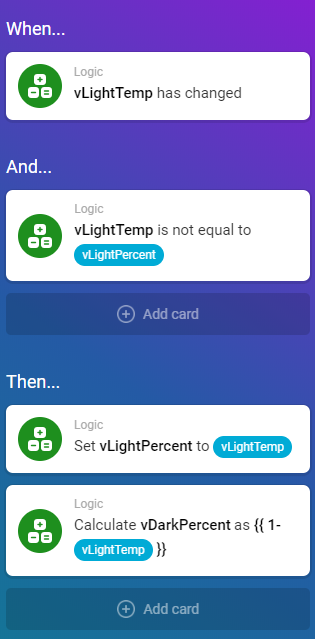 When...
Logic
vLightTemp has changed
And...
Logic
vLightTemp is not equal to
vLightPercent
Add card
Then...
Logic
Set vLightPercent to vLightTemp
Logic
Calculate vDarkPercent as {{ 1-
vLightTemp }}
Add card